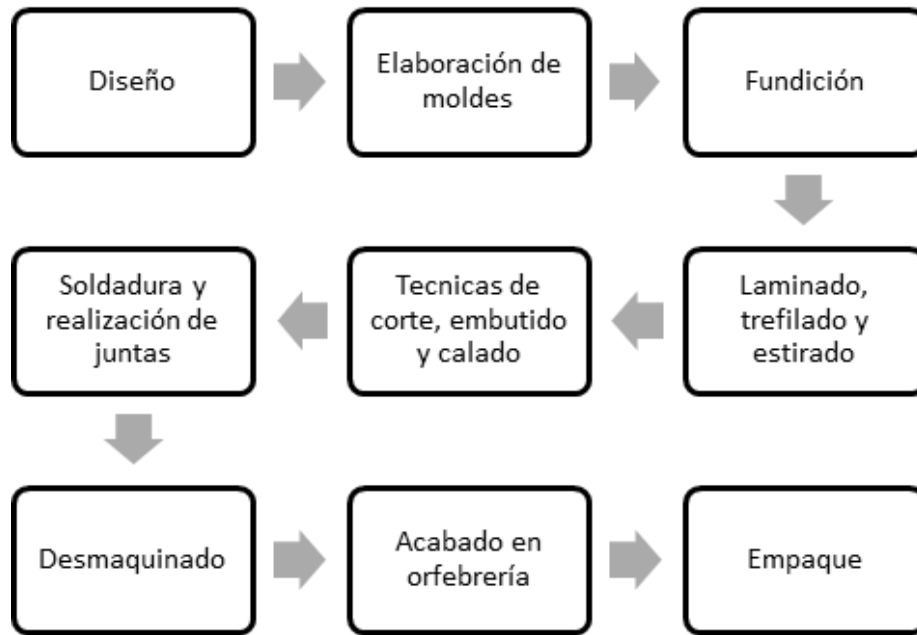 Diseño
Elaboración de
moldes
Fundición
Laminado,
trefilado y
estirado
Tecnicas de
corte, embutido
y calado
Soldadura y
realización de
juntas
Desmaquinado
Acabado en
orfebrería
Empaque